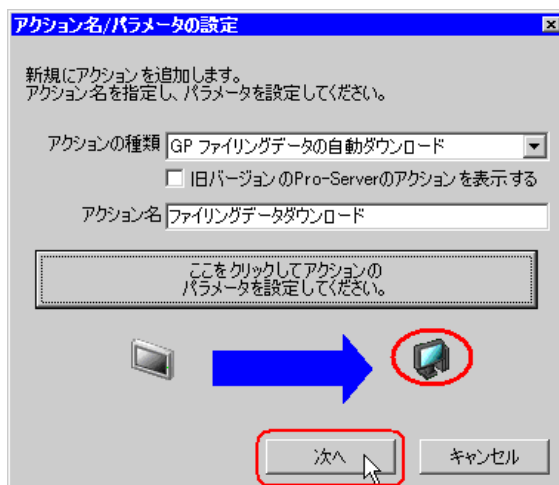 アクション名/パラメータの設定
新規にアクションを追加します。
アクション名を指定し、パラメータを設定してください。
アクションの種類 GP ファイリングデータの自動ダウンロード
旧バージョンのPro-Serverのアクションを表示する
アクション名 ファイリングデータダウンロード
ここをクリックしてアクションの
パラメータを設定してください。
次へ
キャンセル